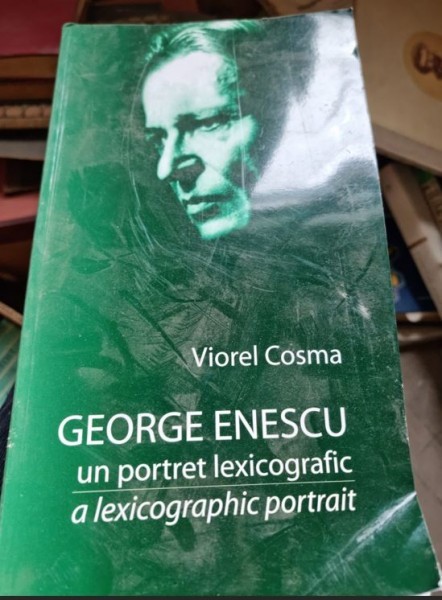 Viorel Cosma
GEORGE ENESCU
un portret lexicografic
a lexicographic portrait